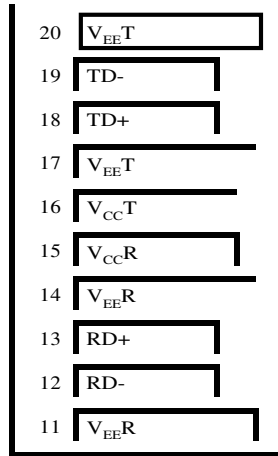 20 VEET
19 TD-
18 TD+
17 VEET
16 VCCT
15 VCCR
14 VEER
13 RD+
12 RD-
11 VEER